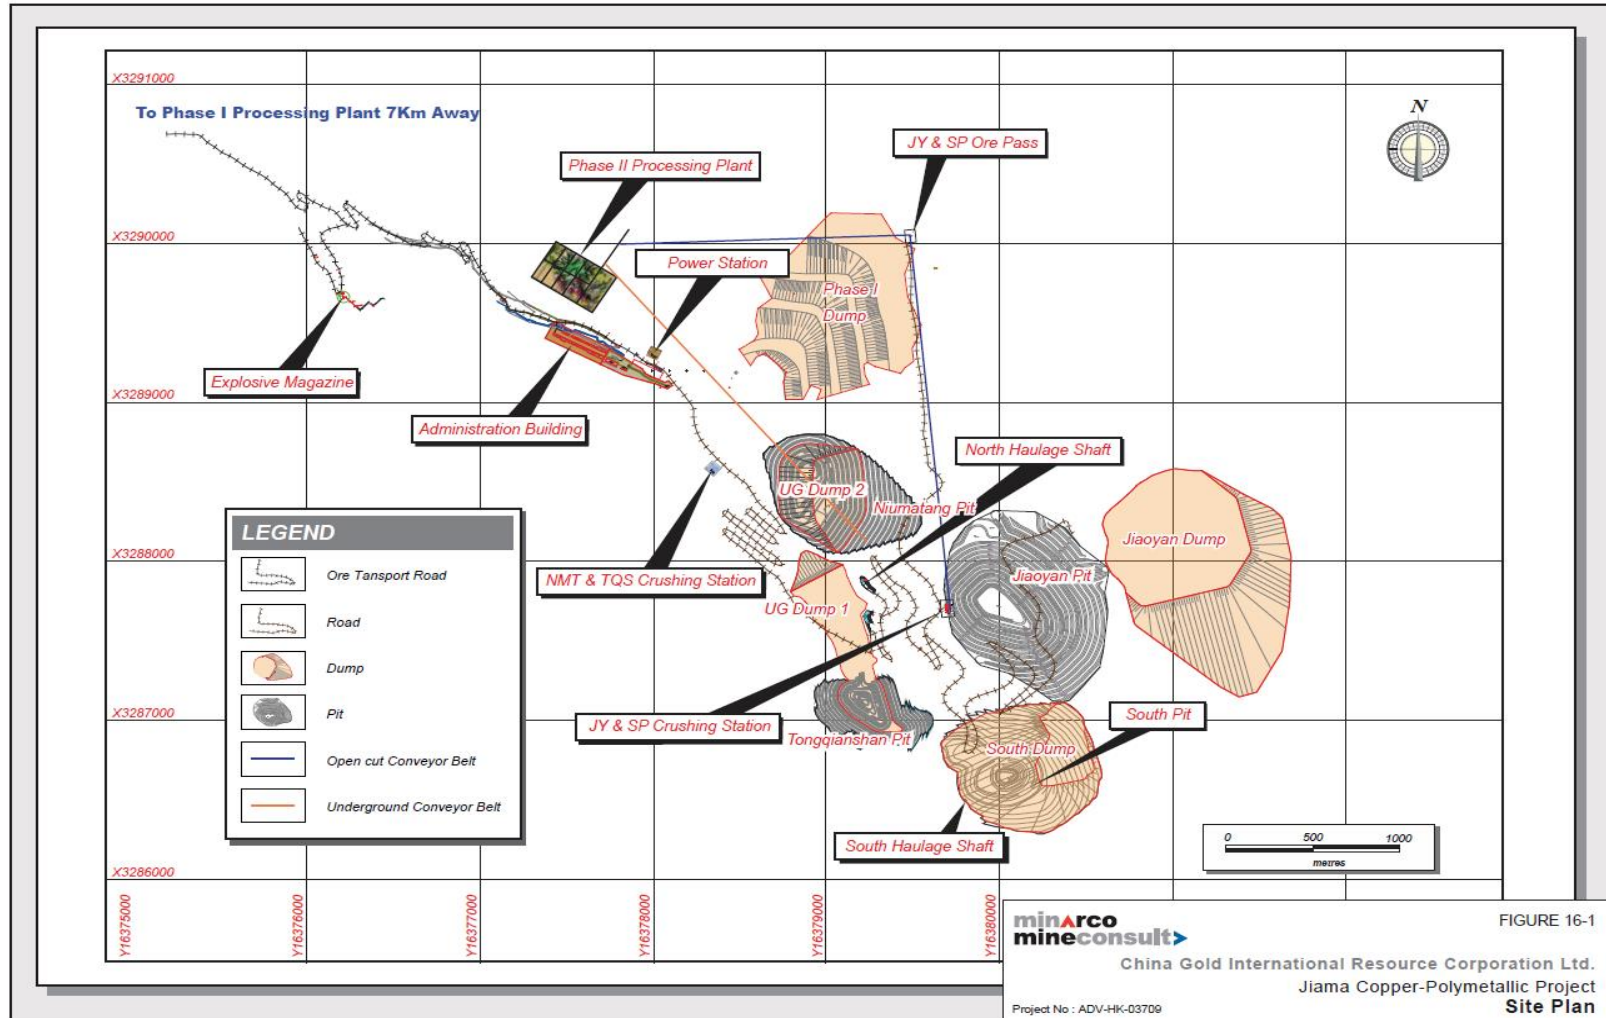 X3291000
To Phase I Processing Plant 7Km Away
N
JY & SP Ore Pass
Phase II Processing Plant
X3290000
Power Station
Phase I
Dump
Explosive Magazine
X3289000
Administration Building
North Haulage Shaft
UG Dump 2
Niumatang Pit
LEGEND
Ore Tansport Road
Road
Dump
Pit
Open cut Conveyor Belt
Underground Conveyor Belt
Jiaoyan Dump
X3288000
NMT & TQS Crushing Station
Jiaoyan Pit
UG Dump 1
X3287000
JY & SP Crushing Station
South Pit
Tongqianshan Pit
South Dump
South Haulage Shaft
0 500 1000
metres
X3286000
Y16375000
Y16376000
Y16377000
Y16378000
Y16379000
Y16380000
minarco
mineconsult
FIGURE 16-1
China Gold International Resource Corporation Ltd.
Jiama Copper-Polymetallic Project
Project No : ADV-HK-03709
Site Plan